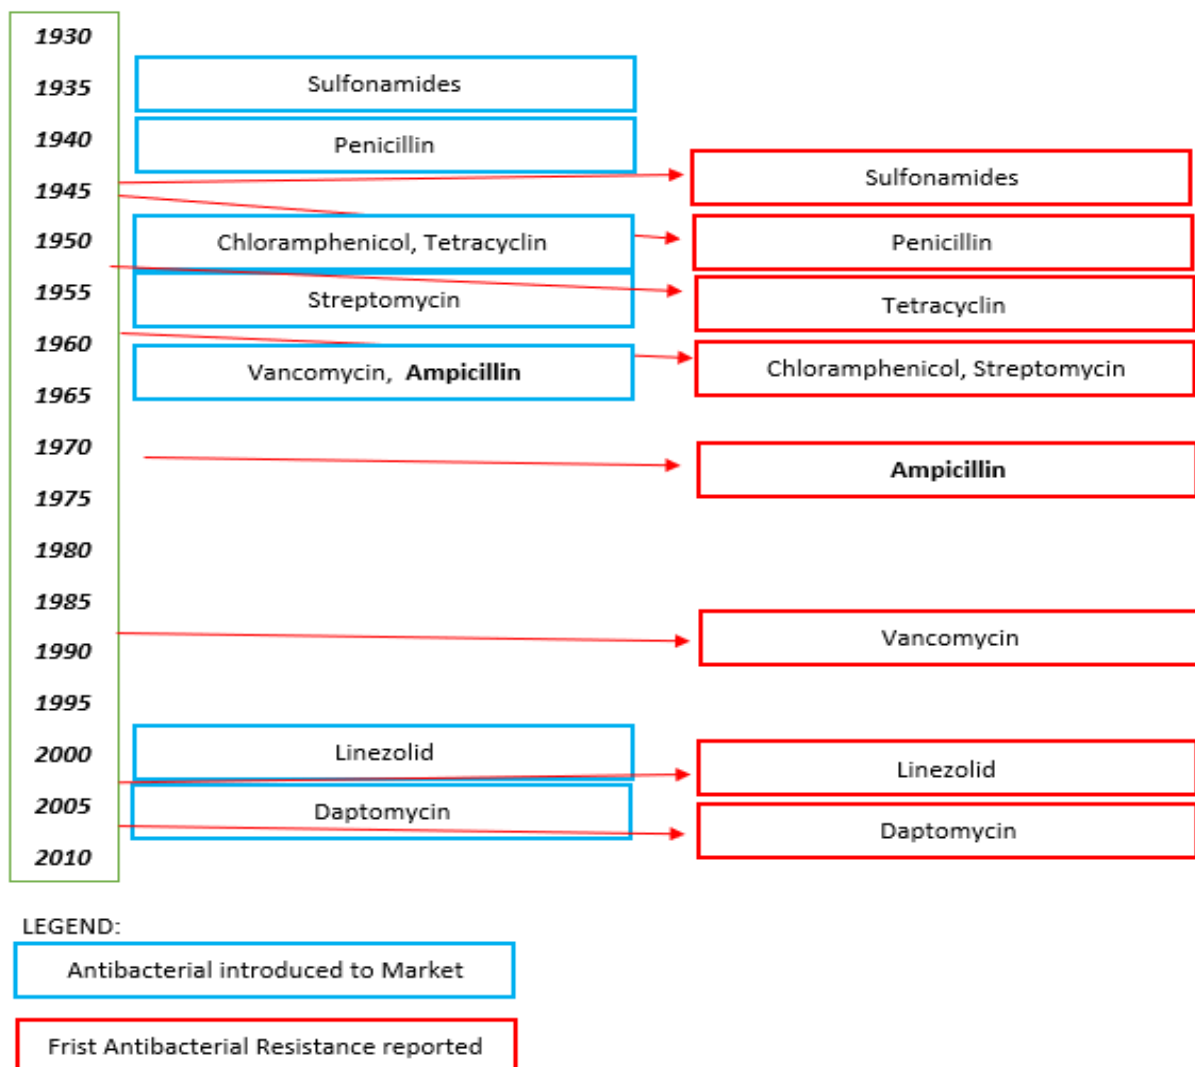 1930
1935
1940
1945
1950
1955
1960
1965
1970
1975
1980
1985
1990
1995
2000
2005
2010
Sulfonamides
Penicillin
Chloramphenicol, Tetracyclin
Streptomycin
Vancomycin, Ampicillin
Linezolid
Daptomycin
Sulfonamides
Penicillin
Tetracyclin
Chloramphenicol, Streptomycin
Ampicillin
Vancomycin
Linezolid
Daptomycin
LEGEND:
Antibacterial introduced to Market
Frist Antibacterial Resistance reported